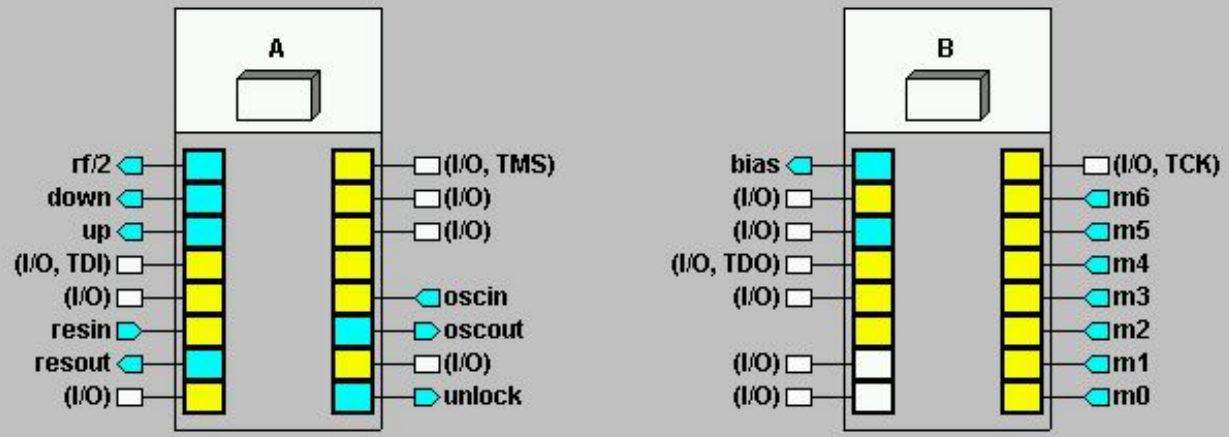 A
rf/2
down
up
(I/O, TDI)
(I/O)
resin
resout
(I/O)
(I/O, TMS)
(I/O)
(I/O)
oscin
oscout
(I/O)
unlock
B
bias
(I/O)
(I/O)
(I/O, TDO)
(I/O)
(I/O)
(I/O)
(I/O, TCK)
m6
m5
m4
m3
m2
m1
m0